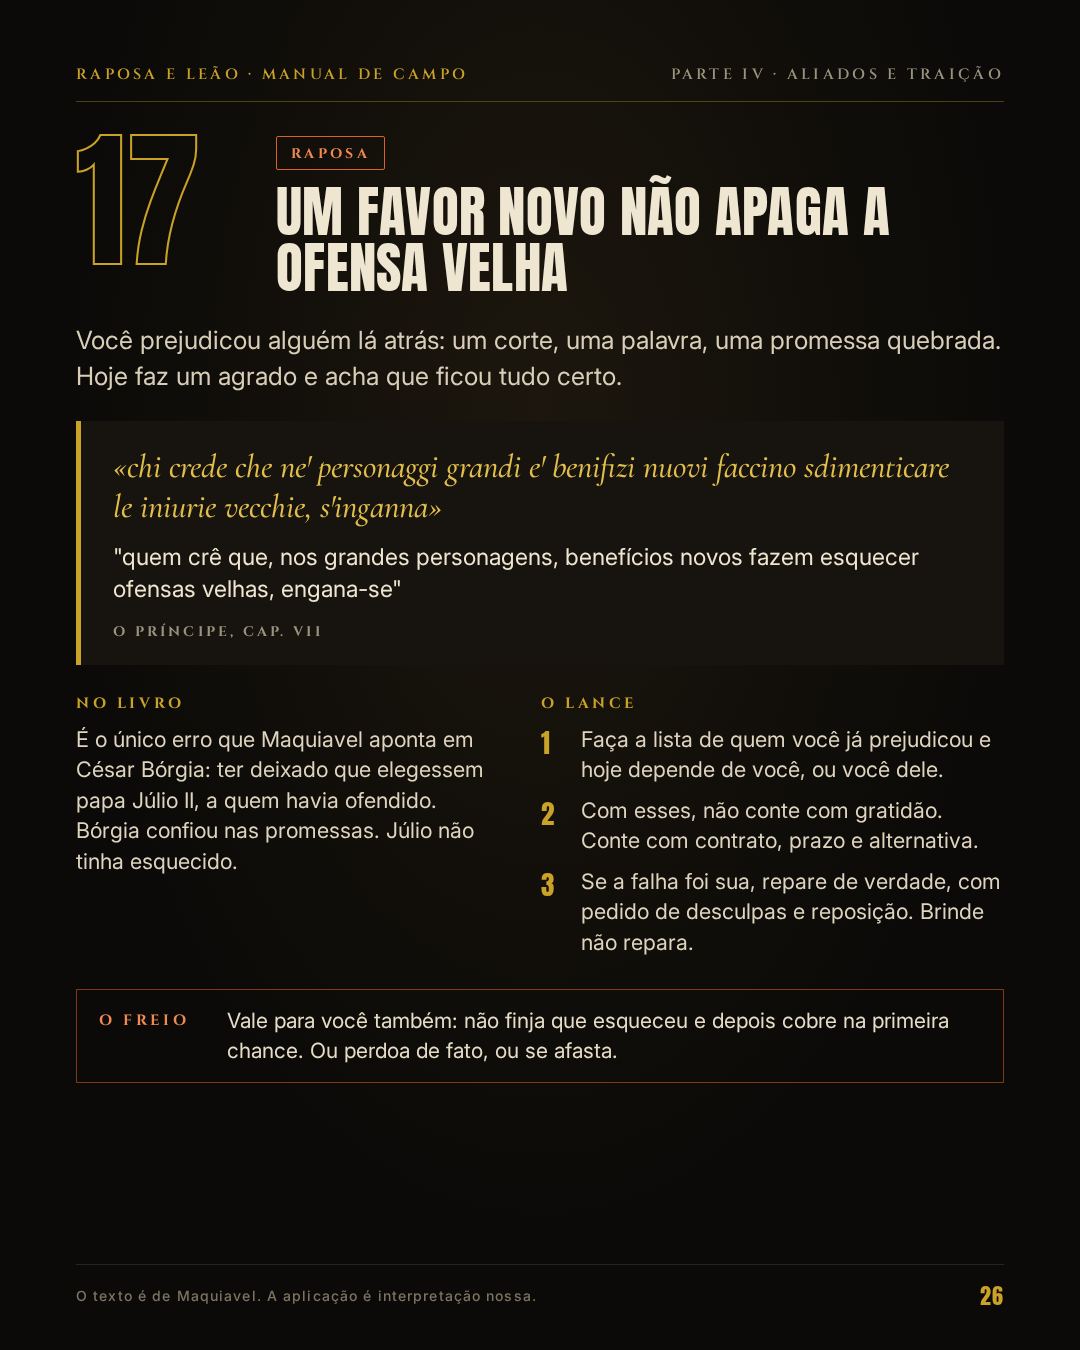 RAPOSA E LEÃO · MANUAL DE CAMPO
PARTE IV · ALIADOS E TRAIÇÃO
17
RAPOSA
UM FAVOR NOVO NÃO APAGA A
OFENSA VELHA
Você prejudicou alguém lá atrás: um corte, uma palavra, uma promessa quebrada.
Hoje faz um agrado e acha que ficou tudo certo.
«chi crede che ne' personaggi grandi e' benifizi nuovi faccino sdimenticare
le iniurie vecchie, s'inganna»
"quem crê que, nos grandes personagens, benefícios novos fazem esquecer
ofensas velhas, engana-se"
O PRÍNCIPE, CAP. VII
NO LIVRO
É o único erro que Maquiavel aponta em
César Bórgia: ter deixado que elegessem
papa Júlio II, a quem havia ofendido.
Bórgia confiou nas promessas. Júlio não
tinha esquecido.
O LANCE
1 Faça a lista de quem você já prejudicou e
hoje depende de você, ou você dele.
2 Com esses, não conte com gratidão.
Conte com contrato, prazo e alternativa.
3 Se a falha foi sua, repare de verdade, com
pedido de desculpas e reposição. Brinde
não repara.
O FREIO
Vale para você também: não finja que esqueceu e depois cobre na primeira
chance. Ou perdoa de fato, ou se afasta.
O texto é de Maquiavel. A aplicação é interpretação nossa.
26